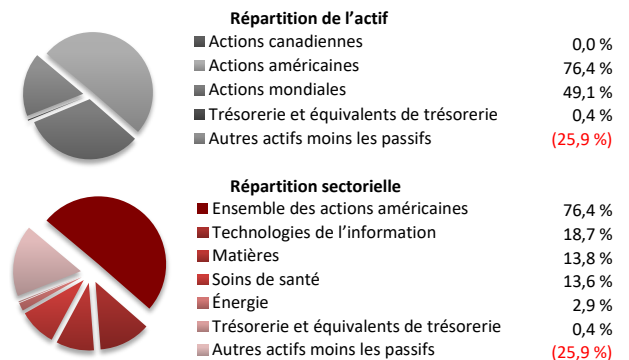 Répartition de l’actif
Actions canadiennes 0,0 %
Actions américaines 76,4 %
Actions mondiales 49,1 %
Trésorerie et équivalents de trésorerie 0,4 %
Autres actifs moins les passifs (25,9 %)
Répartition sectorielle
Ensemble des actions américaines 76,4 %
Technologies de l’information 18,7 %
Matières 13,8 %
Soins de santé 13,6 %
Énergie 2,9 %
Trésorerie et équivalents de trésorerie 0,4 %
Autres actifs moins les passifs (25,9 %)